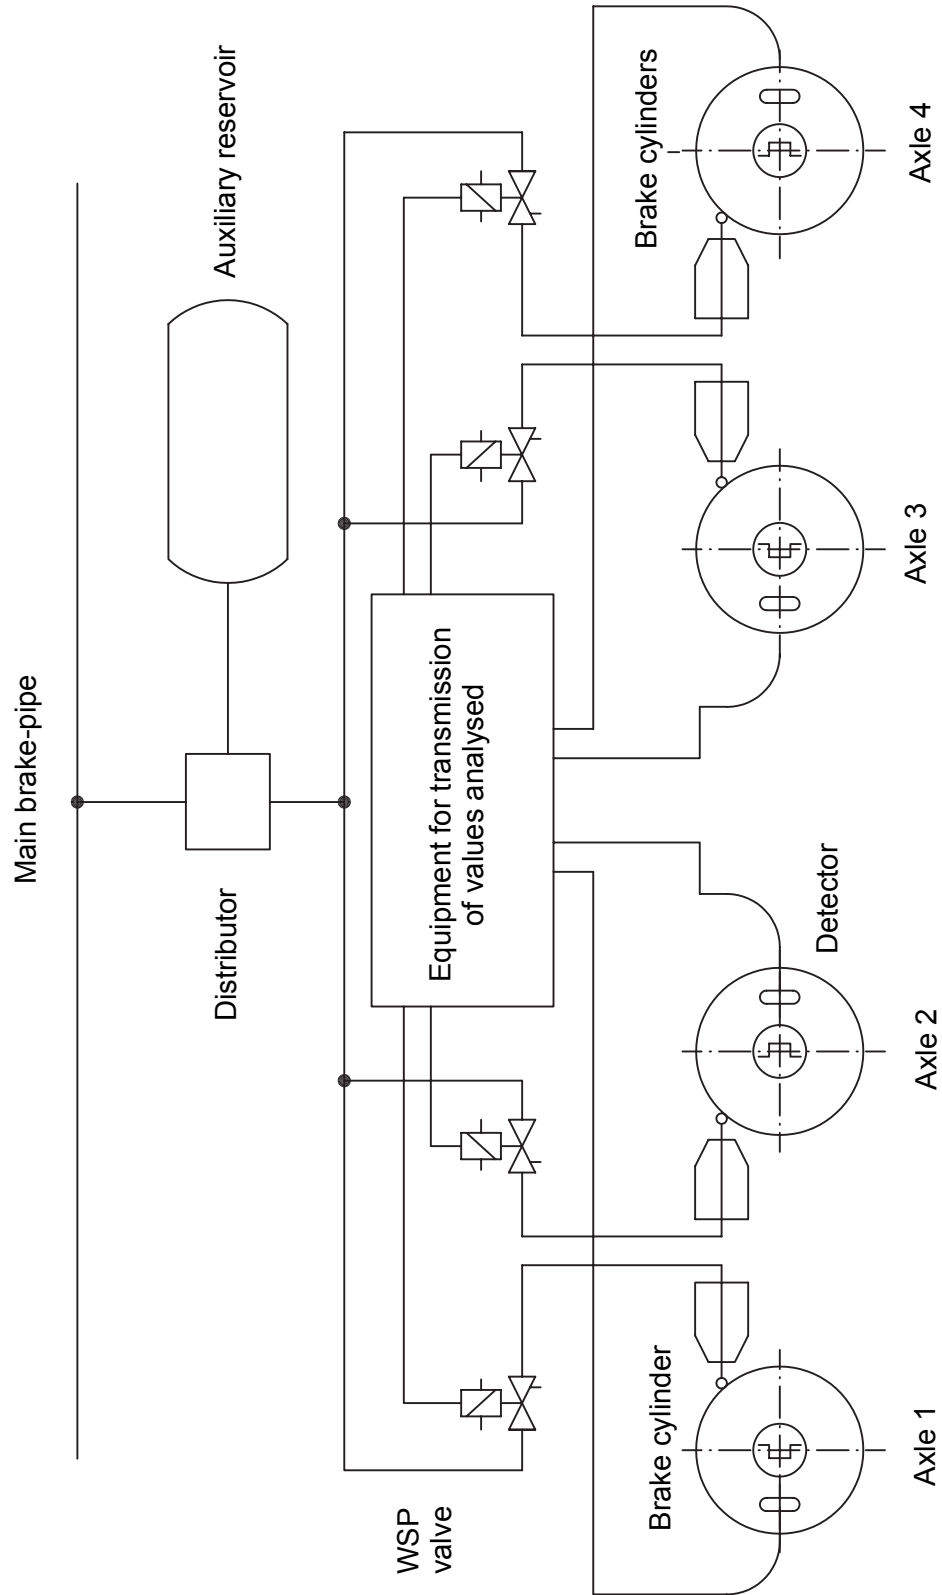 Main brake-pipe
Auxiliary reservoir
Distributor
WSP
valve
Equipment for transmission
of values analysed
Brake cylinder
Brake cylinders
Detector
Axle 1
Axle 2
Axle 3
Axle 4